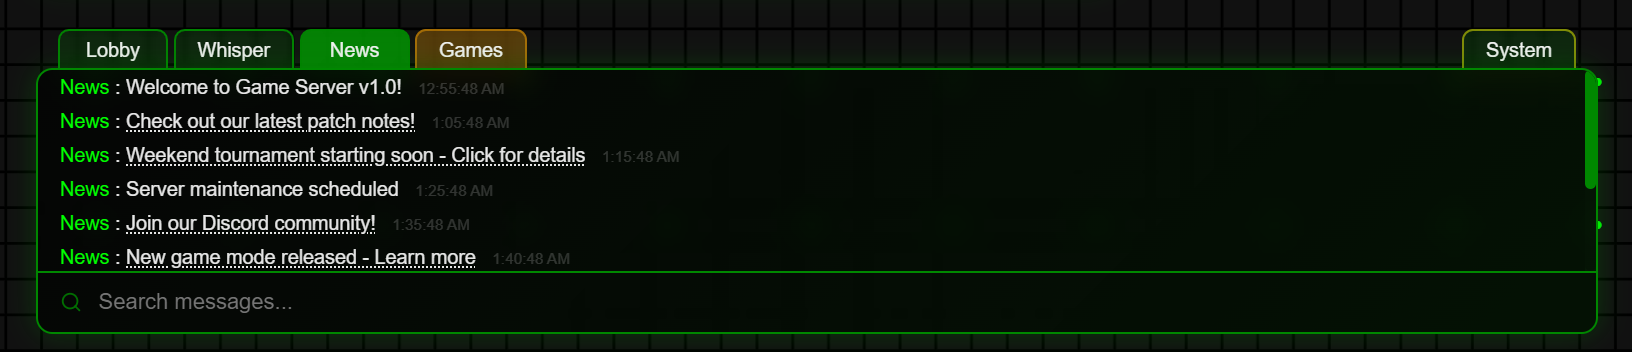 Lobby Whisper News Games System
News : Welcome to Game Server v1.0! 12:55:48 AM
News : Check out our latest patch notes! 1:05:48 AM
News : Weekend tournament starting soon - Click for details 1:15:48 AM
News : Server maintenance scheduled 1:25:48 AM
News : Join our Discord community! 1:35:48 AM
News : New game mode released - Learn more 1:40:48 AM
Search messages...